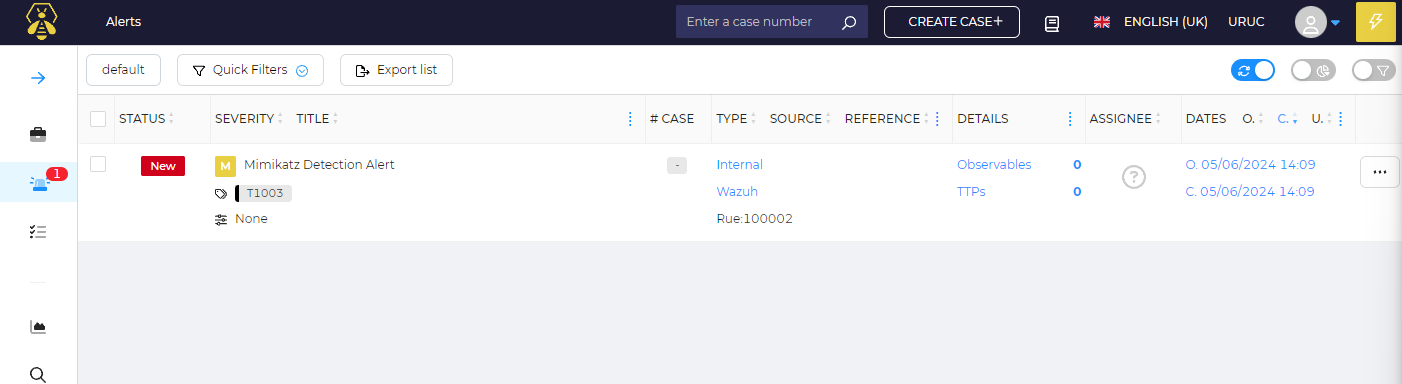 Alerts Enter a case number CREATE CASE+ ENGLISH (UK) URUC
default Quick Filters Export list
STATUS SEVERITY TITLE # CASE TYPE SOURCE REFERENCE DETAILS ASSIGNEE DATES O. C. U.
New M Mimikatz Detection Alert - Internal Observables 0 O. 05/06/2024 14:09
1
T1003 Wazuh TTPs 0 C. 05/06/2024 14:09
None Rue:100002